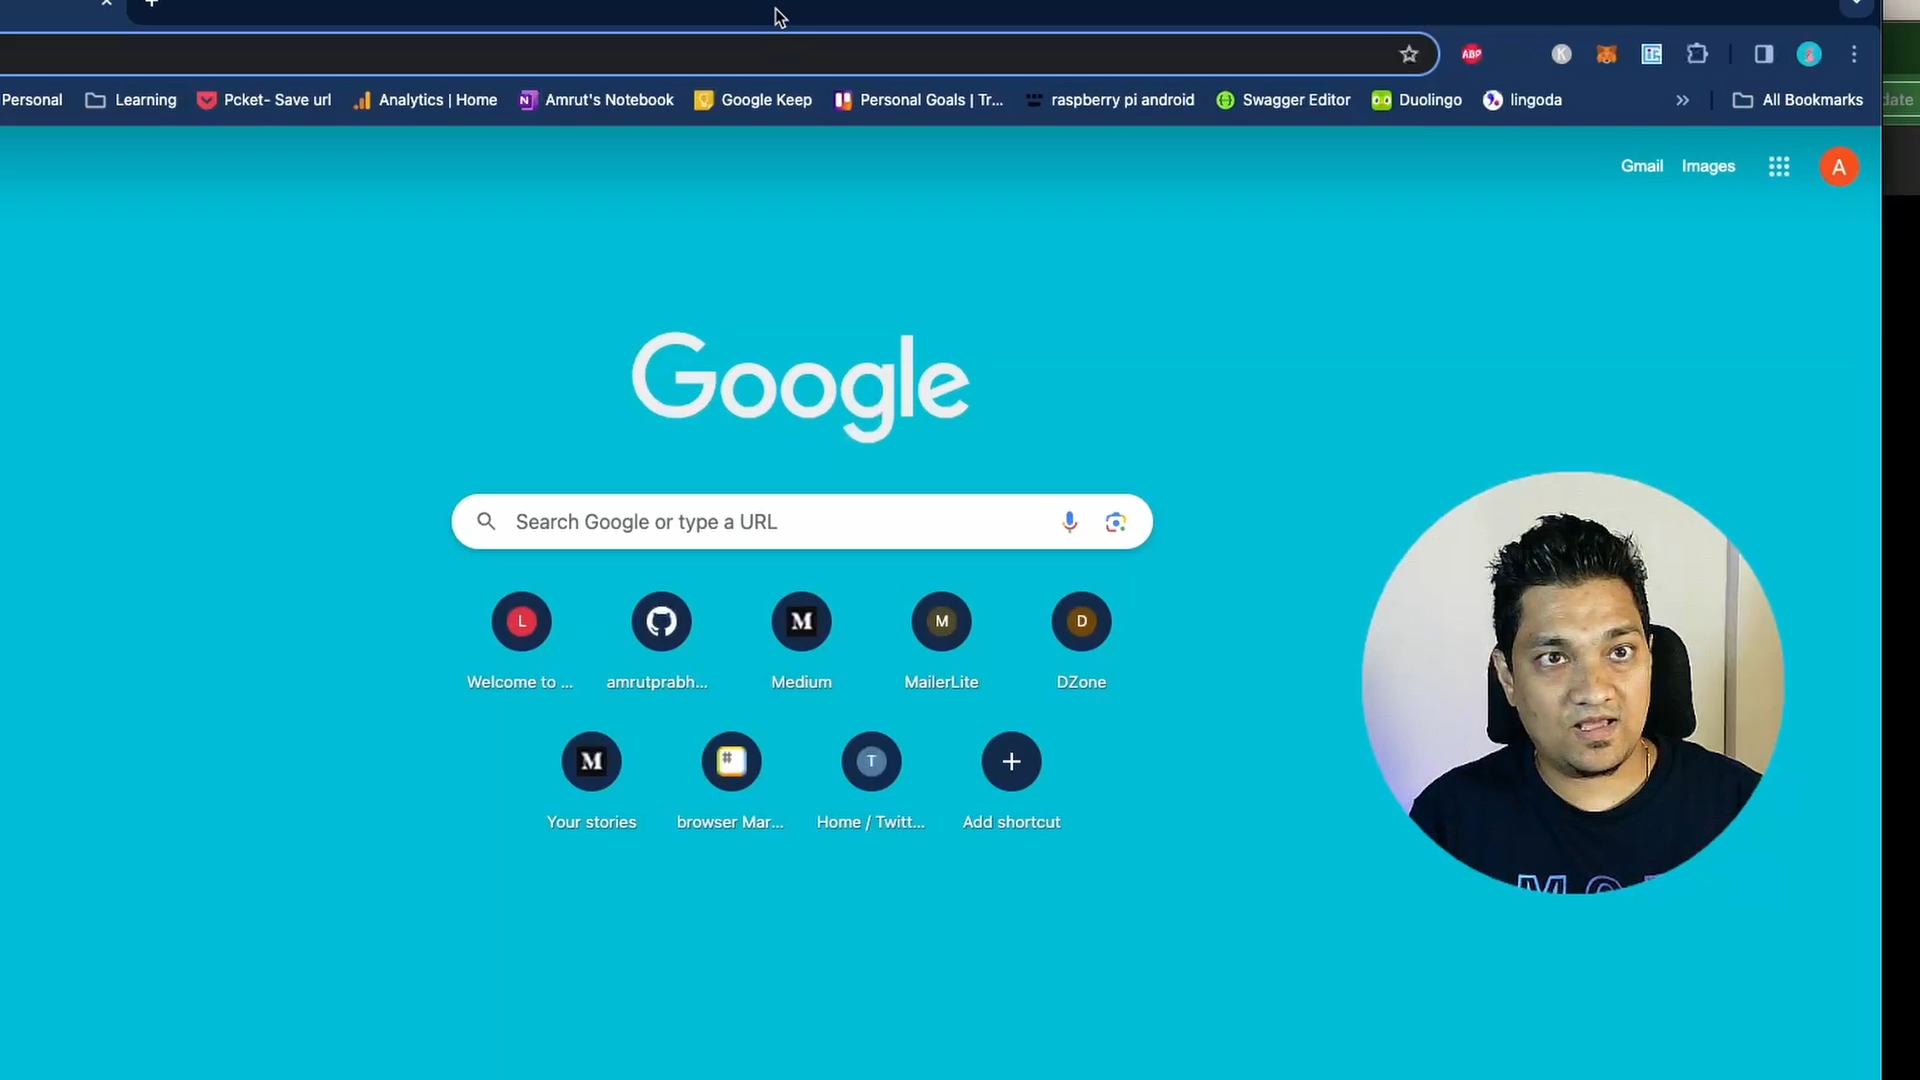 Personal Learning Pcket- Save url Analytics | Home Amrut's Notebook Google Keep Personal Goals | Tr... raspberry pi android Swagger Editor Duolingo lingoda » All Bookmarks
ABP K
Gmail Images A
Google
Search Google or type a URL
L M M D
Welcome to ... amrutprabh... Medium MailerLite DZone
M # T
Your stories browser Mar... Home / Twitt... Add shortcut